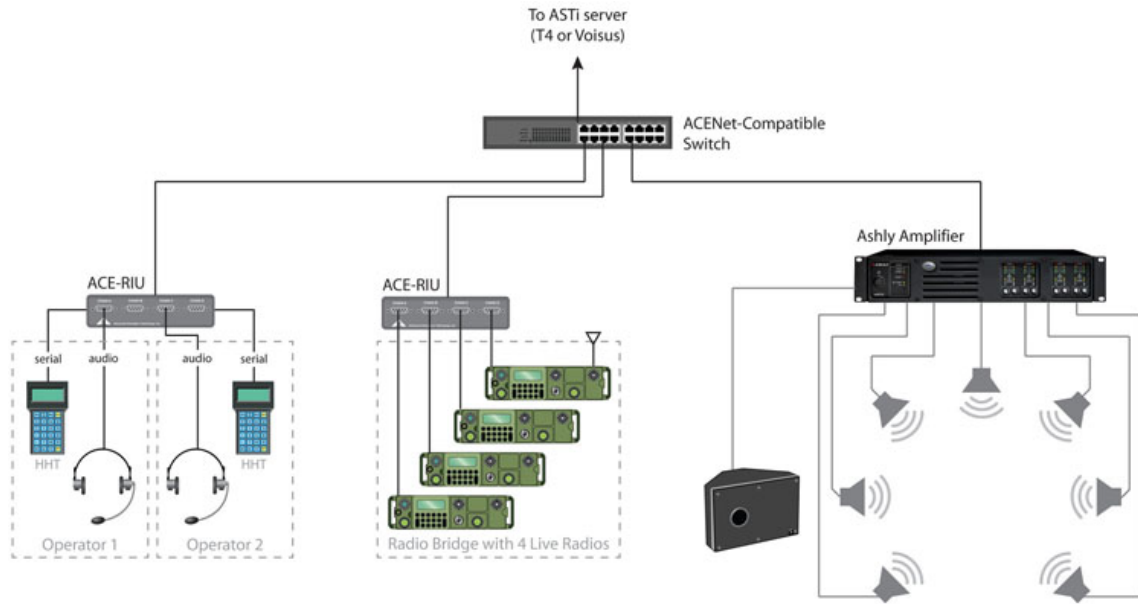 To ASTi server
(T4 or Voisus)
ACENet-Compatible
Switch
Ashly Amplifier
ACE-RIU
ACE-RIU
serial
audio
audio
serial
HHT
HHT
Operator 1
Operator 2
Radio Bridge with 4 Live Radios